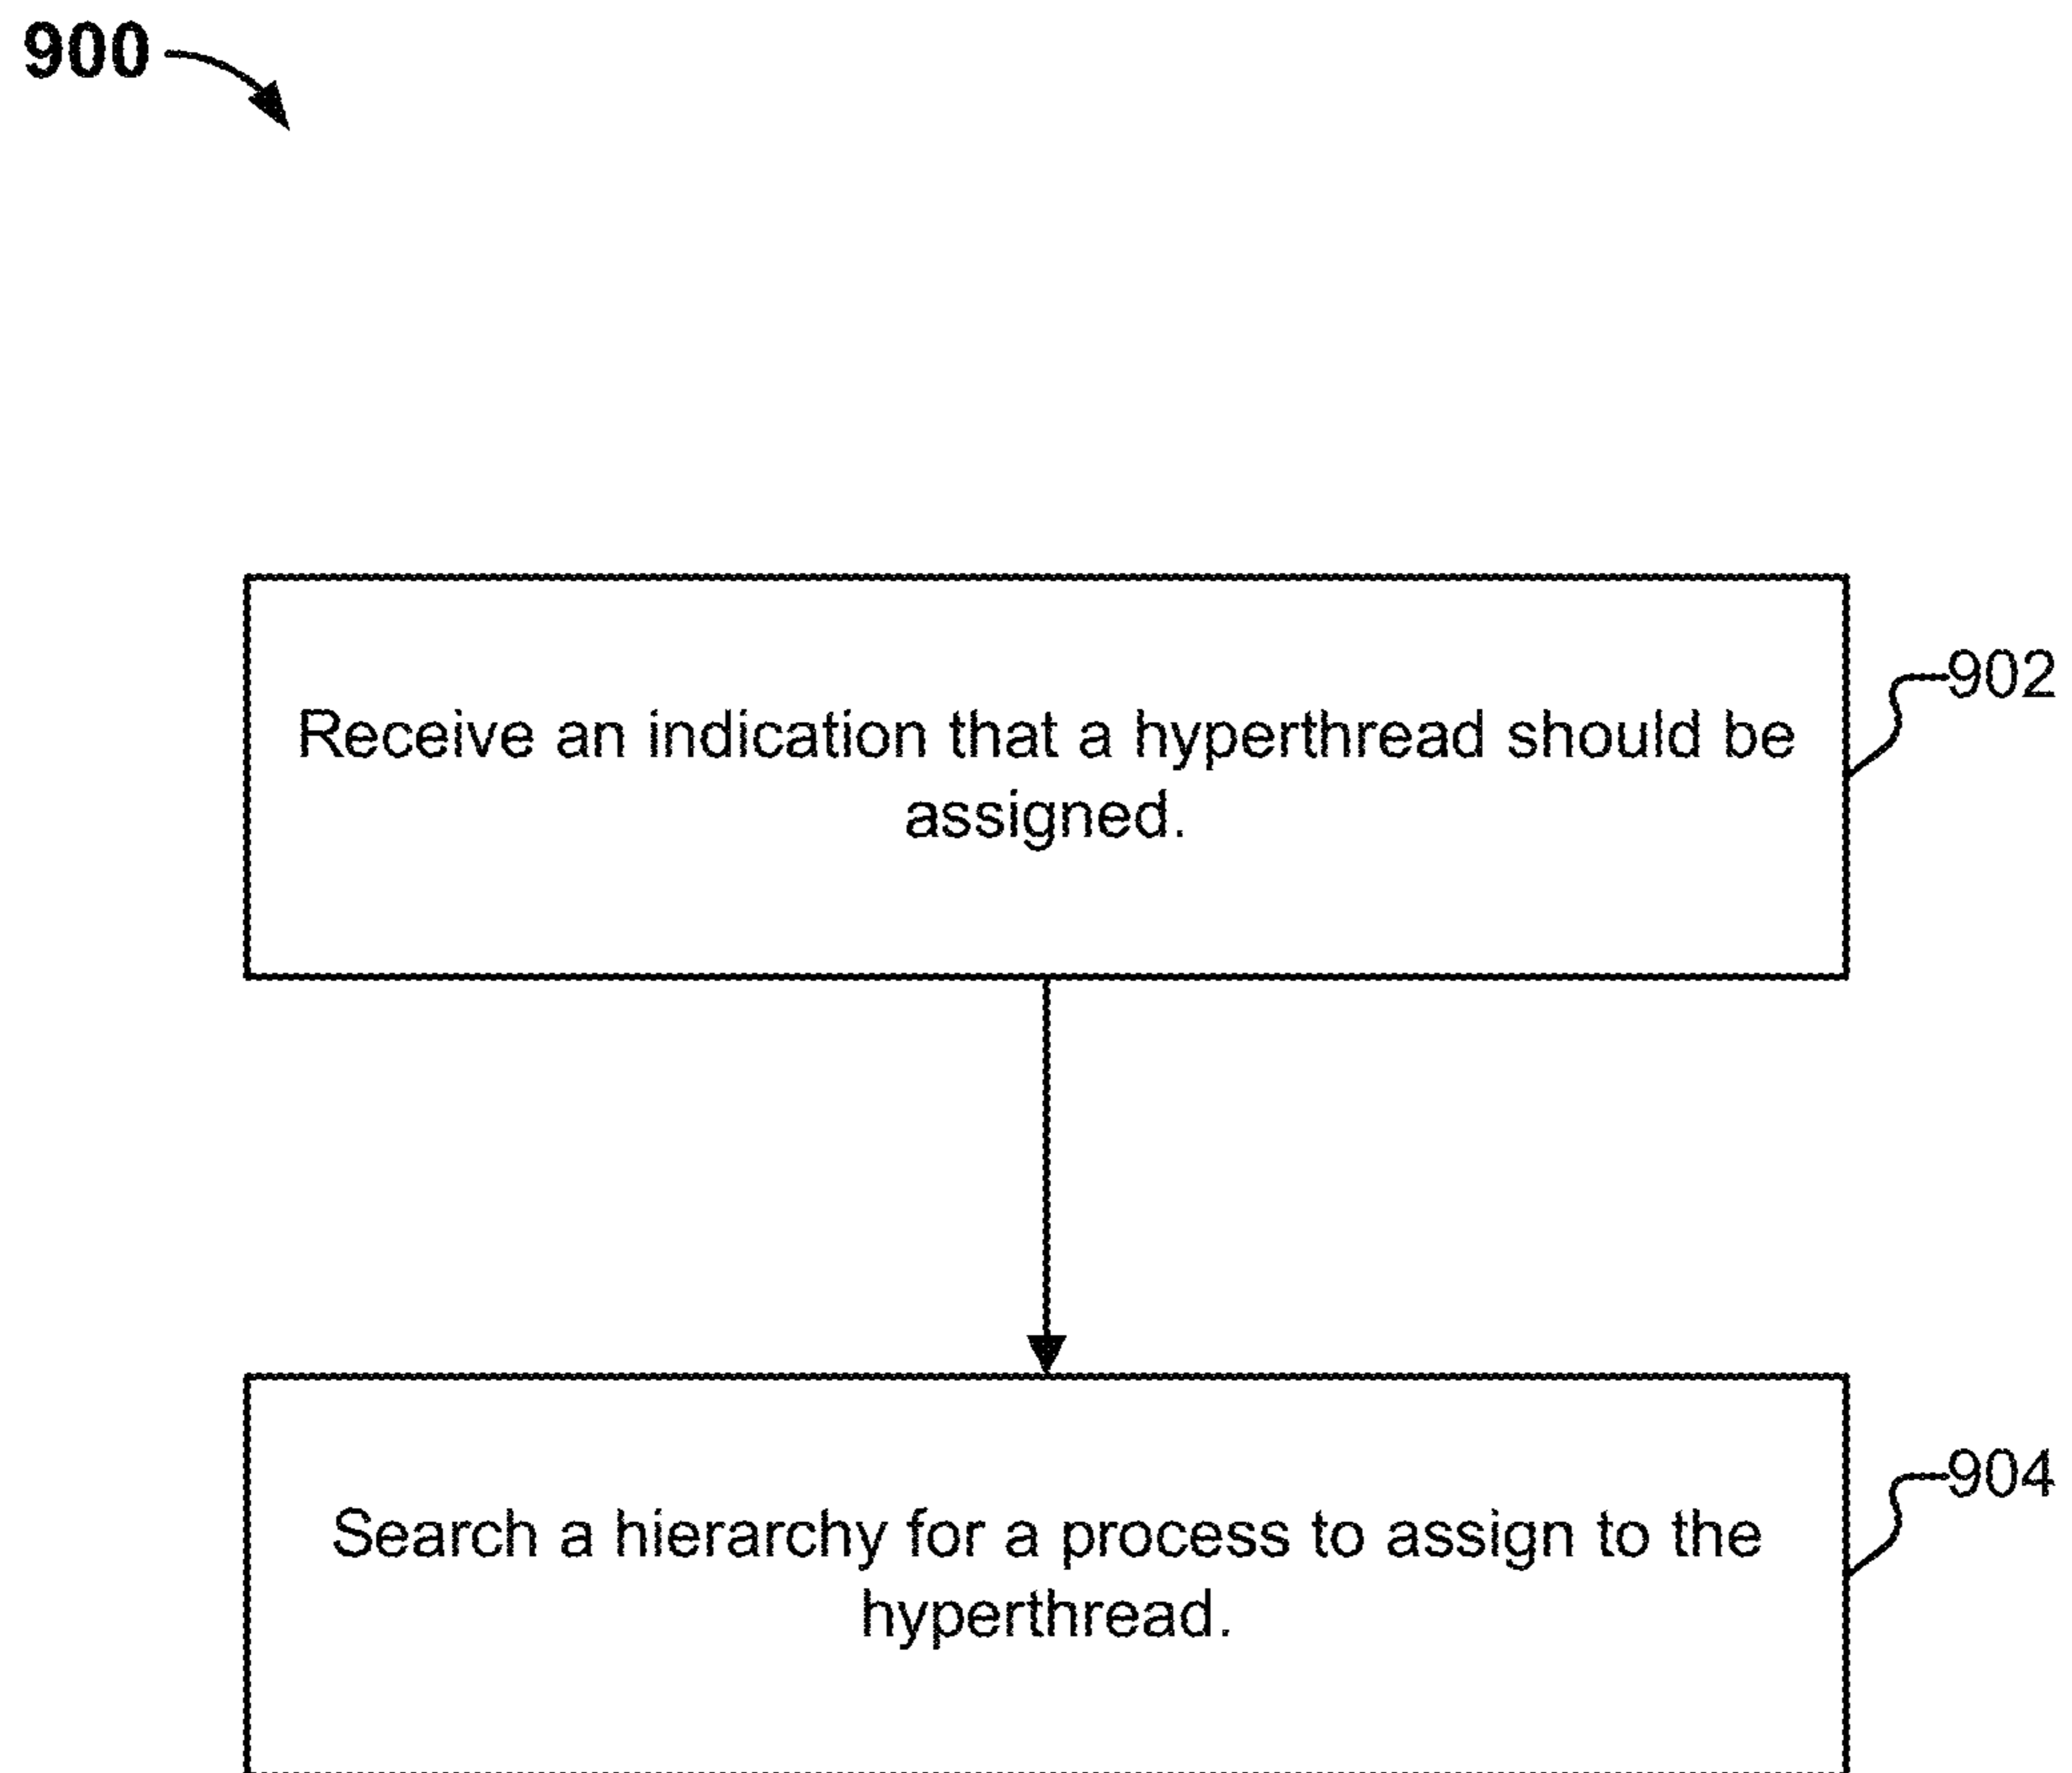 900
Receive an indication that a hyperthread should be
assigned.
902
Search a hierarchy for a process to assign to the
hyperthread.
904